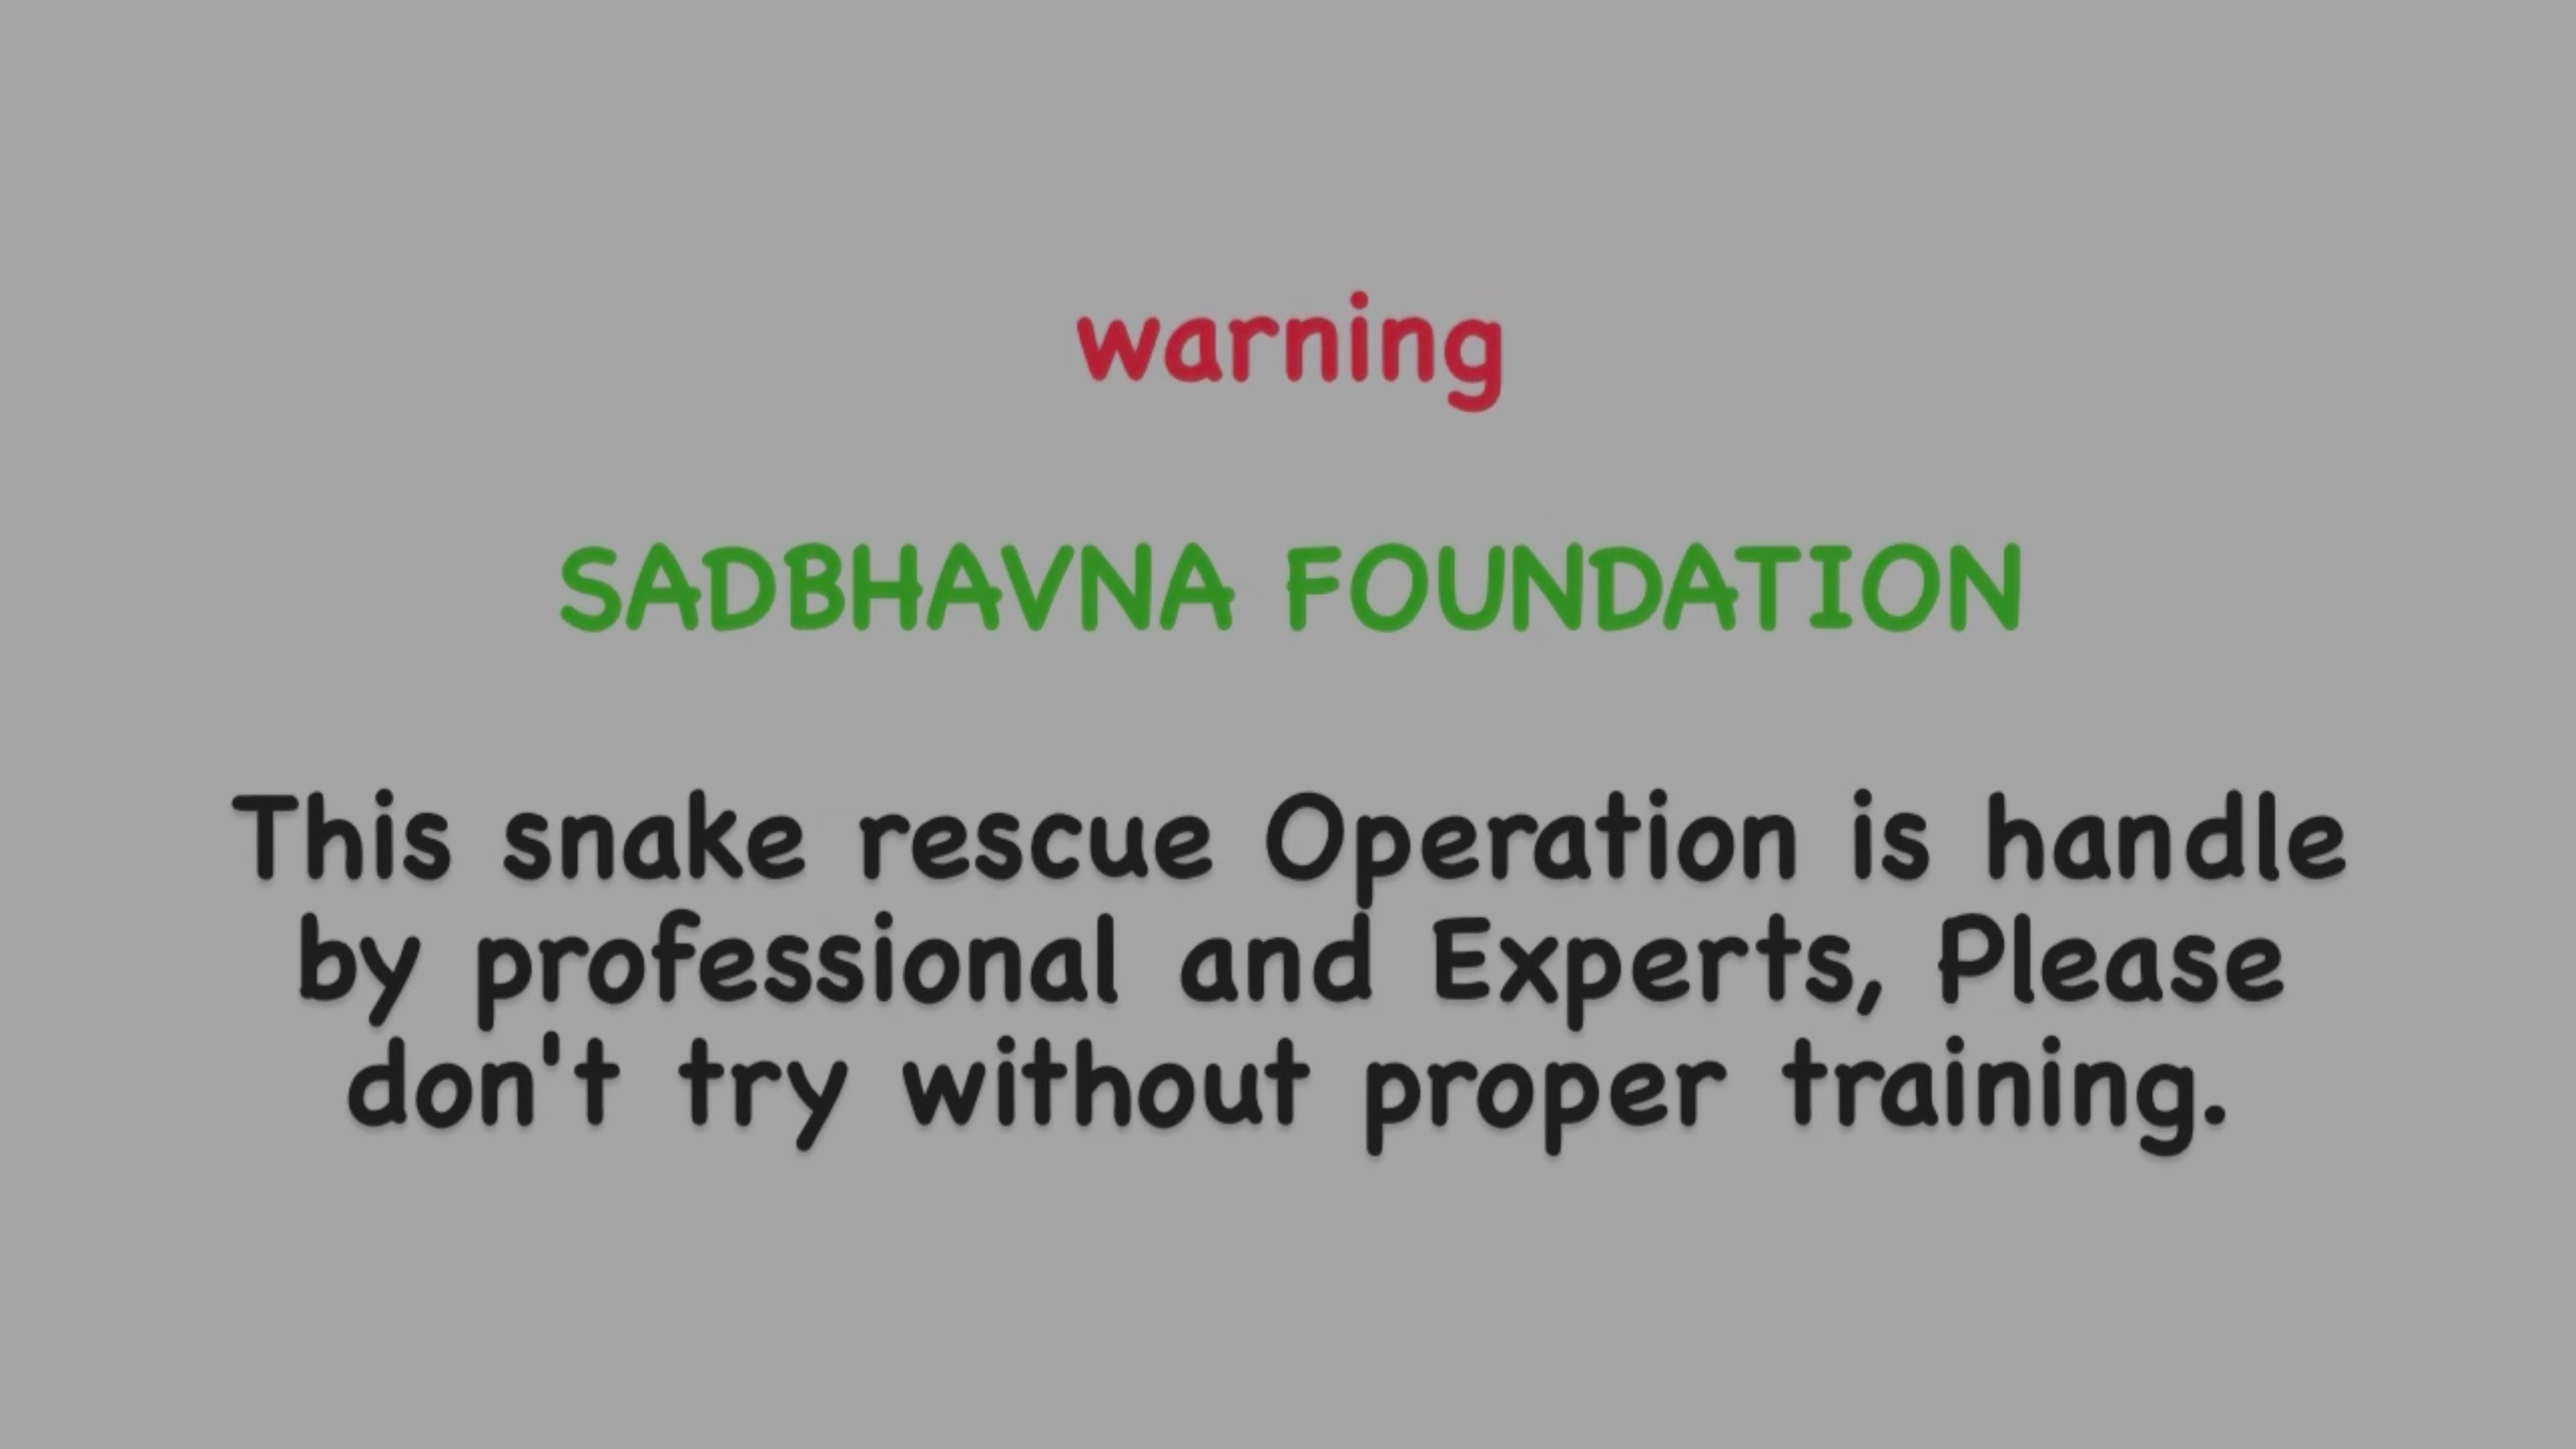 warning
SADBHAVNA FOUNDATION
This snake rescue Operation is handle
by professional and Experts, Please
don't try without proper training.